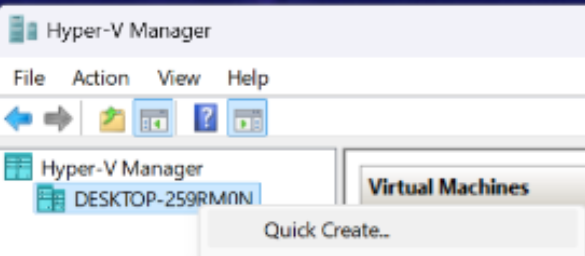 Hyper-V Manager
File Action View Help
Hyper-V Manager
DESKTOP-259RM0N
Virtual Machines
Quick Create...